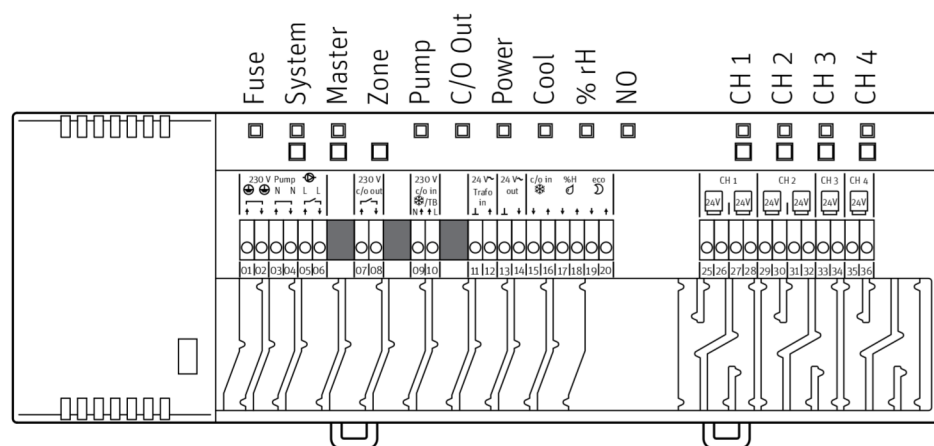 Fuse
System
Master
Zone
Pump
C/O Out
Power
Cool
% rH
NO
CH 1
CH 2
CH 3
CH 4
230 V Pump
N N L L
230 V
c/o out
230 V
c/o in
/TB
N L
24 V~
Trafo
in
24 V~
out
c/o in
%H
eco
CH 1
CH 2
CH 3
CH 4
24V 24V 24V 24V 24V 24V
01 02 03 04 05 06 07 08 09 10 11 12 13 14 15 16 17 18 19 20 25 26 27 28 29 30 31 32 33 34 35 36